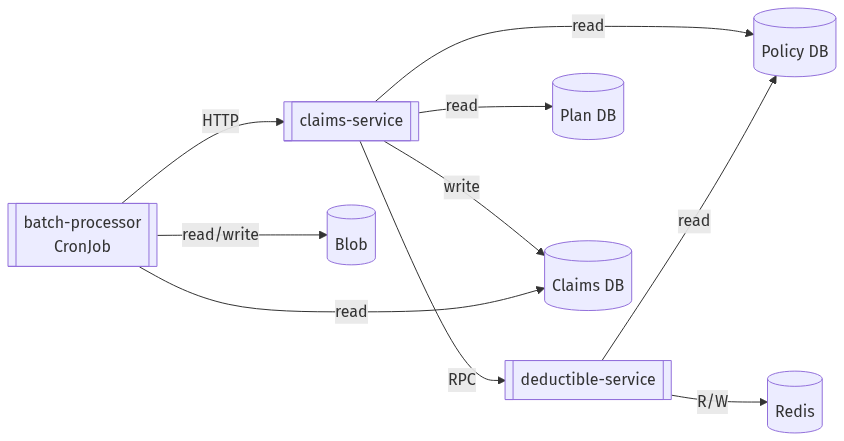 read
Policy DB
read
Plan DB
HTTP
claims-service
write
batch-processor
CronJob
read/write
Blob
read
Claims DB
read
RPC
deductible-service
R/W
Redis